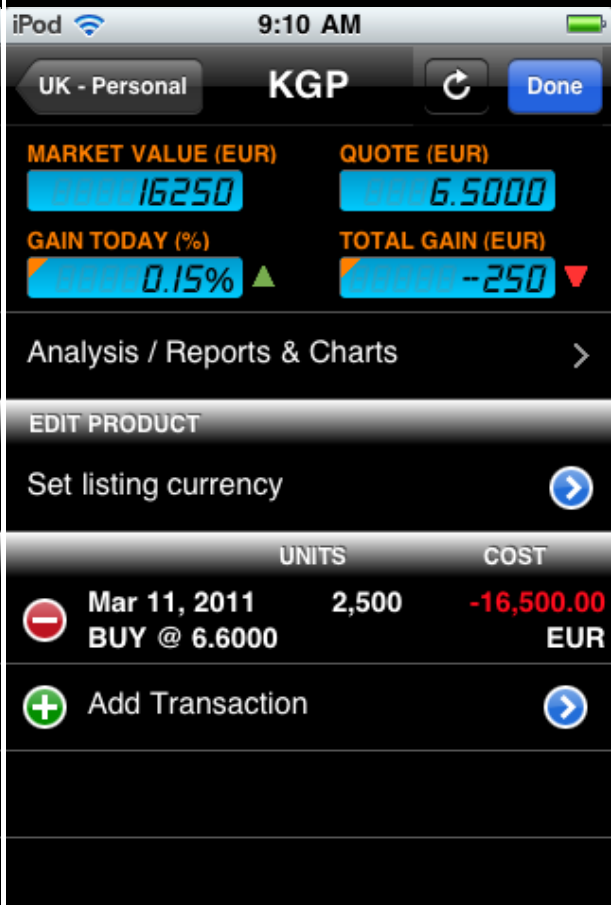 iPod 9:10 AM
UK - Personal KGP Done
MARKET VALUE (EUR) QUOTE (EUR)
16250 6.5000
GAIN TODAY (%) TOTAL GAIN (EUR)
0.15% -250
Analysis / Reports & Charts
EDIT PRODUCT
Set listing currency
UNITS COST
Mar 11, 2011 2,500 -16,500.00
BUY @ 6.6000 EUR
Add Transaction